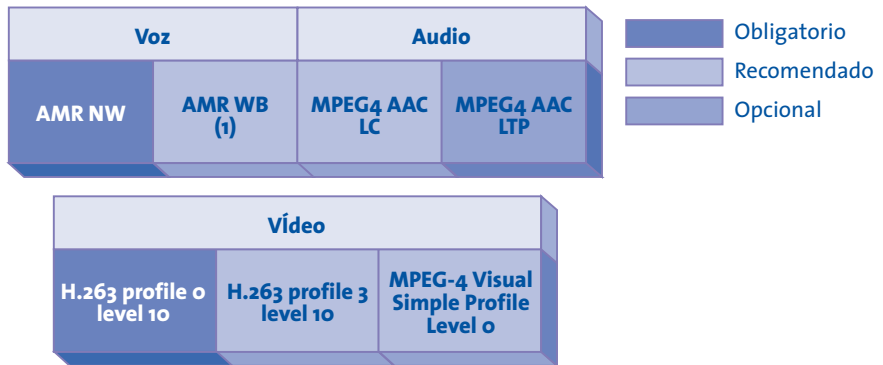 Voz
Audio
AMR NW
AMR WB
(1)
MPEG4 AAC
LC
MPEG4 AAC
LTP
Obligatorio
Recomendado
Opcional
VÍdeo
H.263 profile 0
level 10
H.263 profile 3
level 10
MPEG-4 Visual
Simple Profile
Level 0